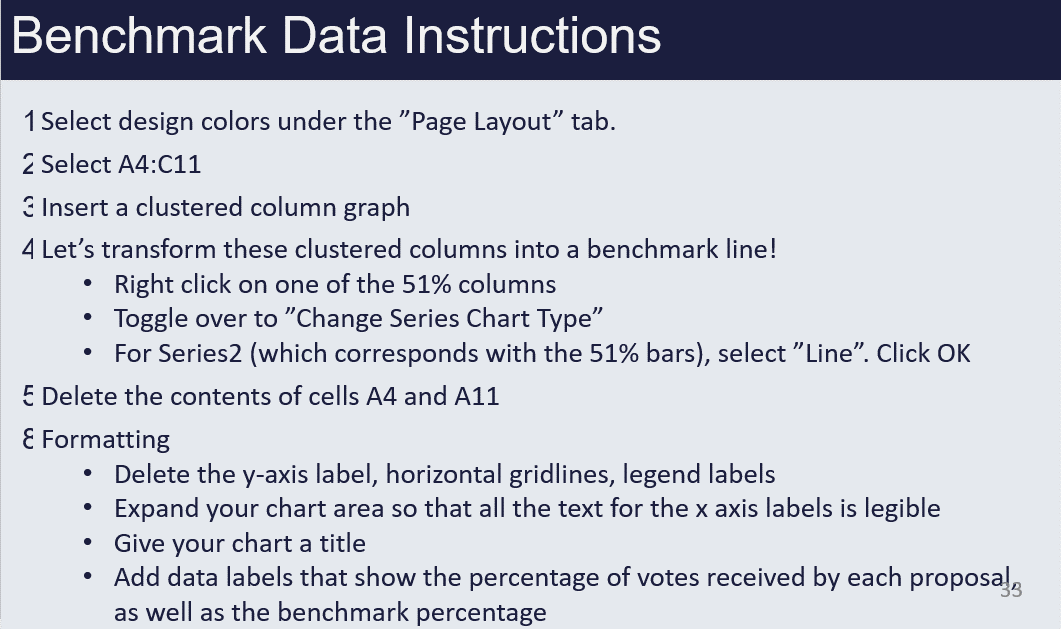 Benchmark Data Instructions
1 Select design colors under the ”Page Layout” tab.
2 Select A4:C11
3 Insert a clustered column graph
4 Let’s transform these clustered columns into a benchmark line!
• Right click on one of the 51% columns
• Toggle over to ”Change Series Chart Type”
• For Series2 (which corresponds with the 51% bars), select ”Line”. Click OK
5 Delete the contents of cells A4 and A11
8 Formatting
• Delete the y-axis label, horizontal gridlines, legend labels
• Expand your chart area so that all the text for the x axis labels is legible
• Give your chart a title
• Add data labels that show the percentage of votes received by each proposal,
as well as the benchmark percentage
33